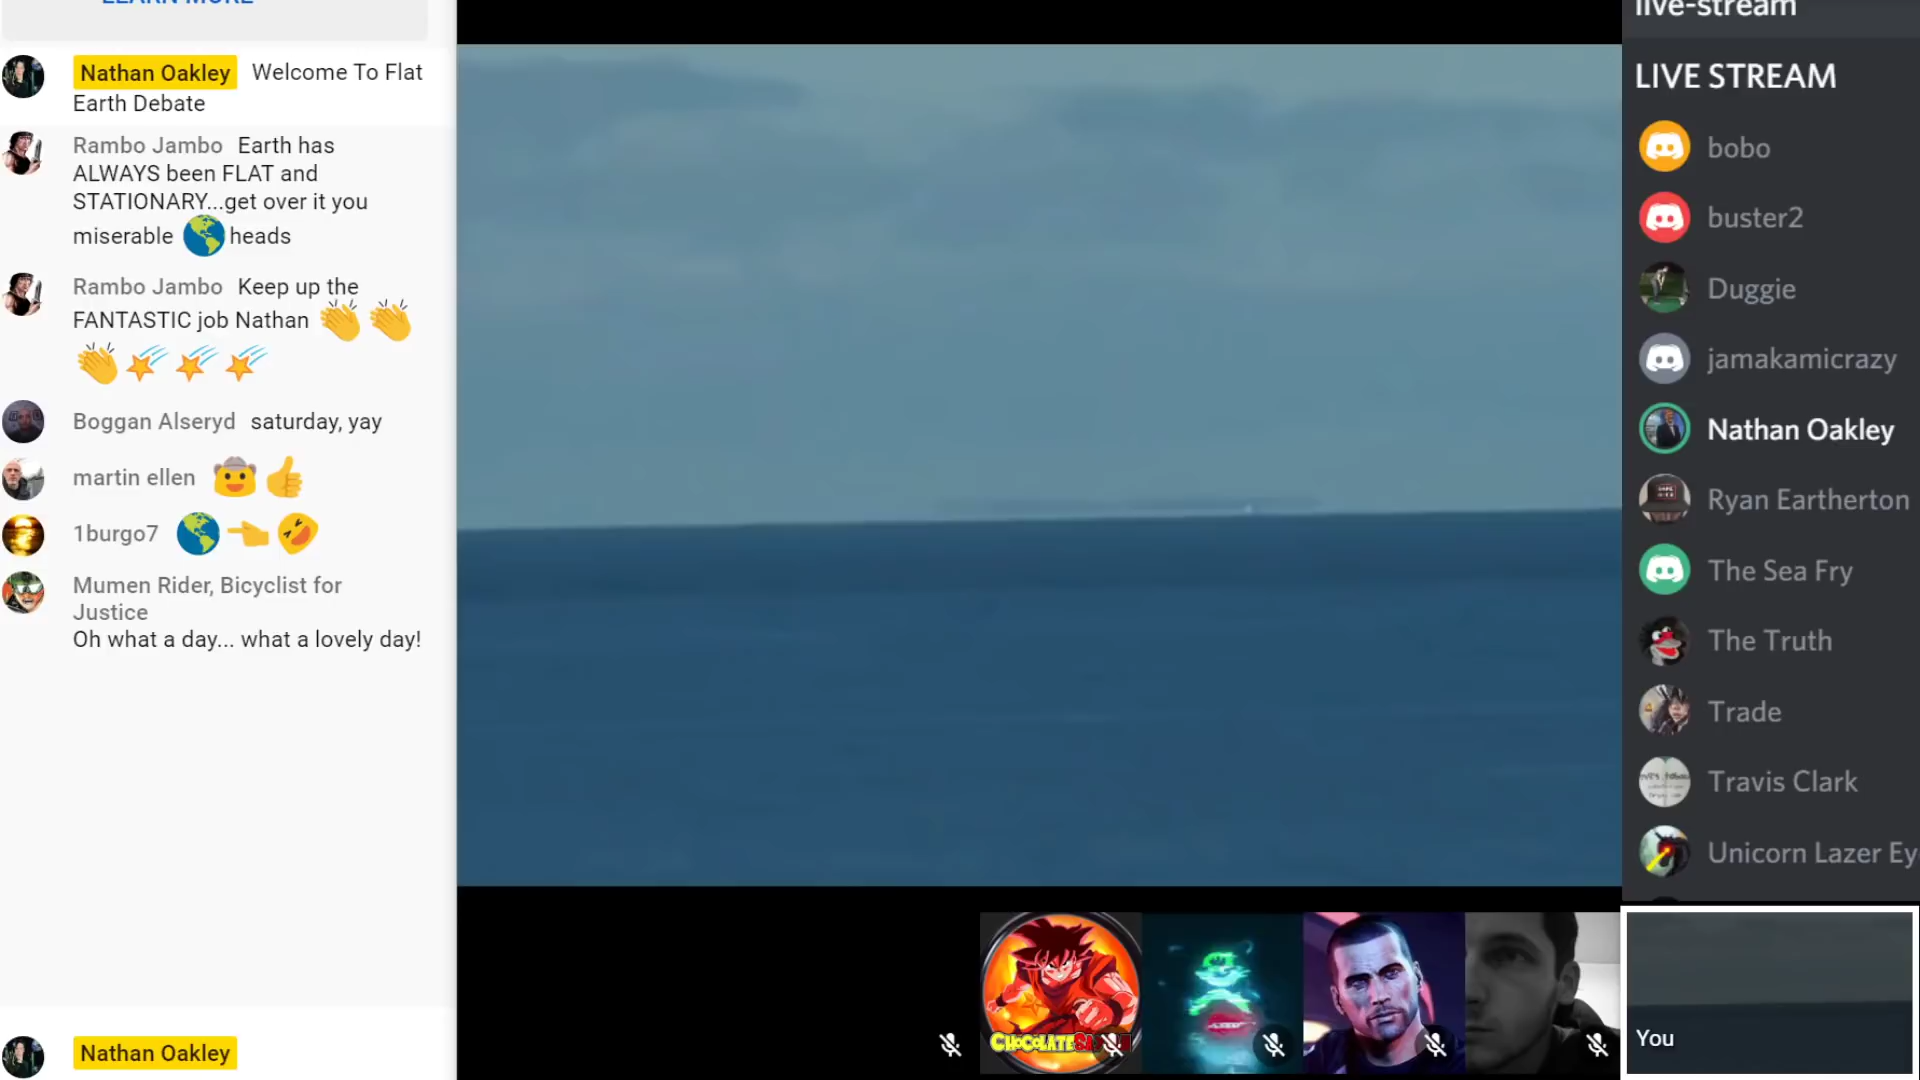 LEARN MORE
Nathan Oakley Welcome To Flat
Earth Debate
Rambo Jambo Earth has
ALWAYS been FLAT and
STATIONARY...get over it you
miserable 🌎 heads
Rambo Jambo Keep up the
FANTASTIC job Nathan 👏 👏
👏 🌠 🌠 🌠
Boggan Alseryd saturday, yay
martin ellen 🤠 👍
1burgo7 🌎 👈 🤣
Mumen Rider, Bicyclist for
Justice
Oh what a day... what a lovely day!
Nathan Oakley
live-stream
LIVE STREAM
bobo
buster2
Duggie
jamakamicrazy
Nathan Oakley
Ryan Eartherton
The Sea Fry
The Truth
Trade
Travis Clark
Unicorn Lazer Ey
You